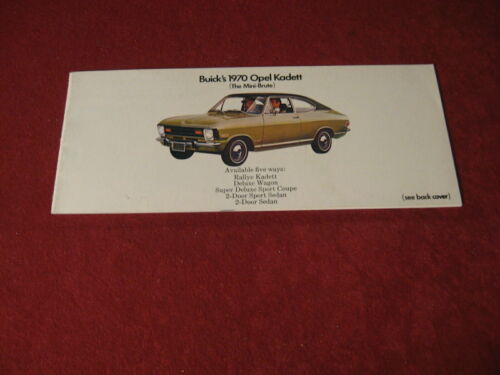 Buick's 1970 Opel Kadett
(The Mini-Brute)
Available five ways:
Rallye Kadett
Deluxe Wagon
Super Deluxe Sport Coupe
2-Door Sport Sedan
2-Door Sedan
(see back cover)